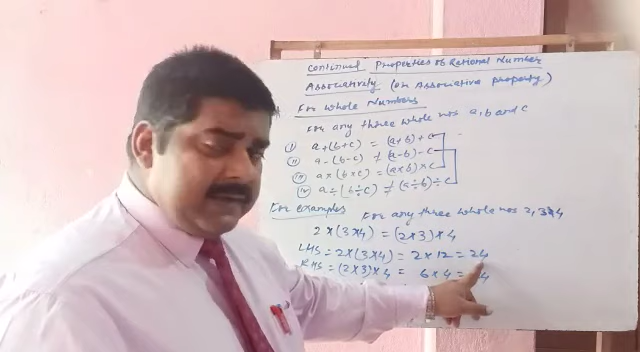 Continued Properties of Rational Number
Associativity (or Associative property)
For whole Numbers
For any three whole nos a, b and c
(i) a+(b+c) = (a+b)+c
(ii) a-(b-c) ≠ (a-b)-c
(iii) a×(b×c) = (a×b)×c
(iv) a÷(b÷c) ≠ (a÷b)÷c
For examples For any three whole nos 2, 3 & 4
2×(3×4) = (2×3)×4
LHS = 2×(3×4) = 2×12 = 24
RHS = (2×3)×4 = 6×4 = 4